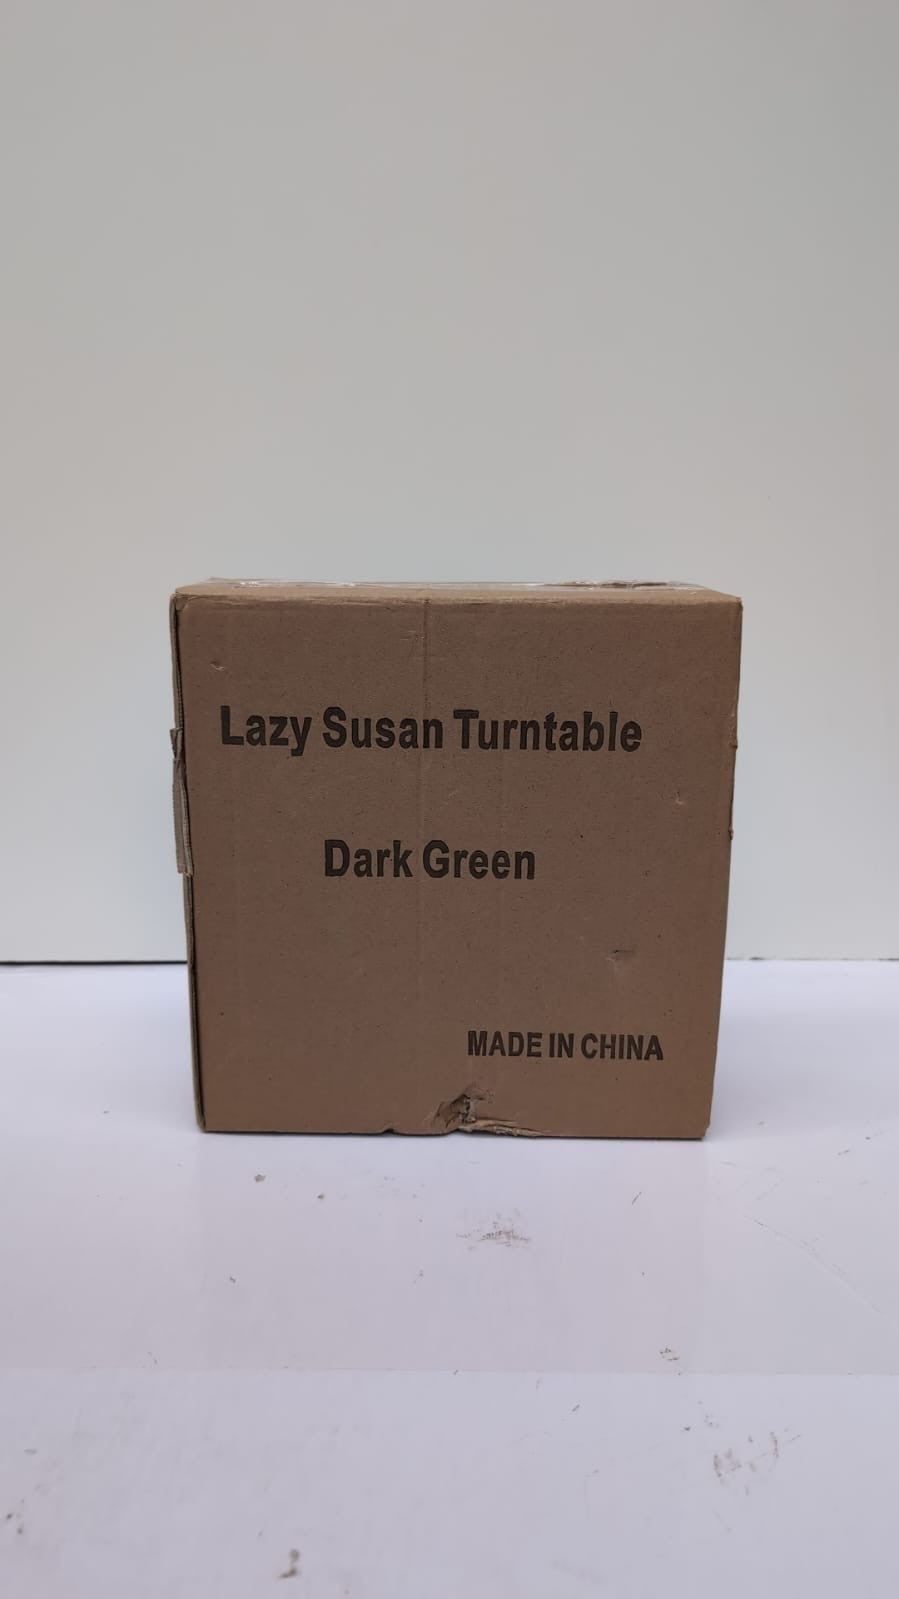 Lazy Susan Turntable
Dark Green
MADE IN CHINA